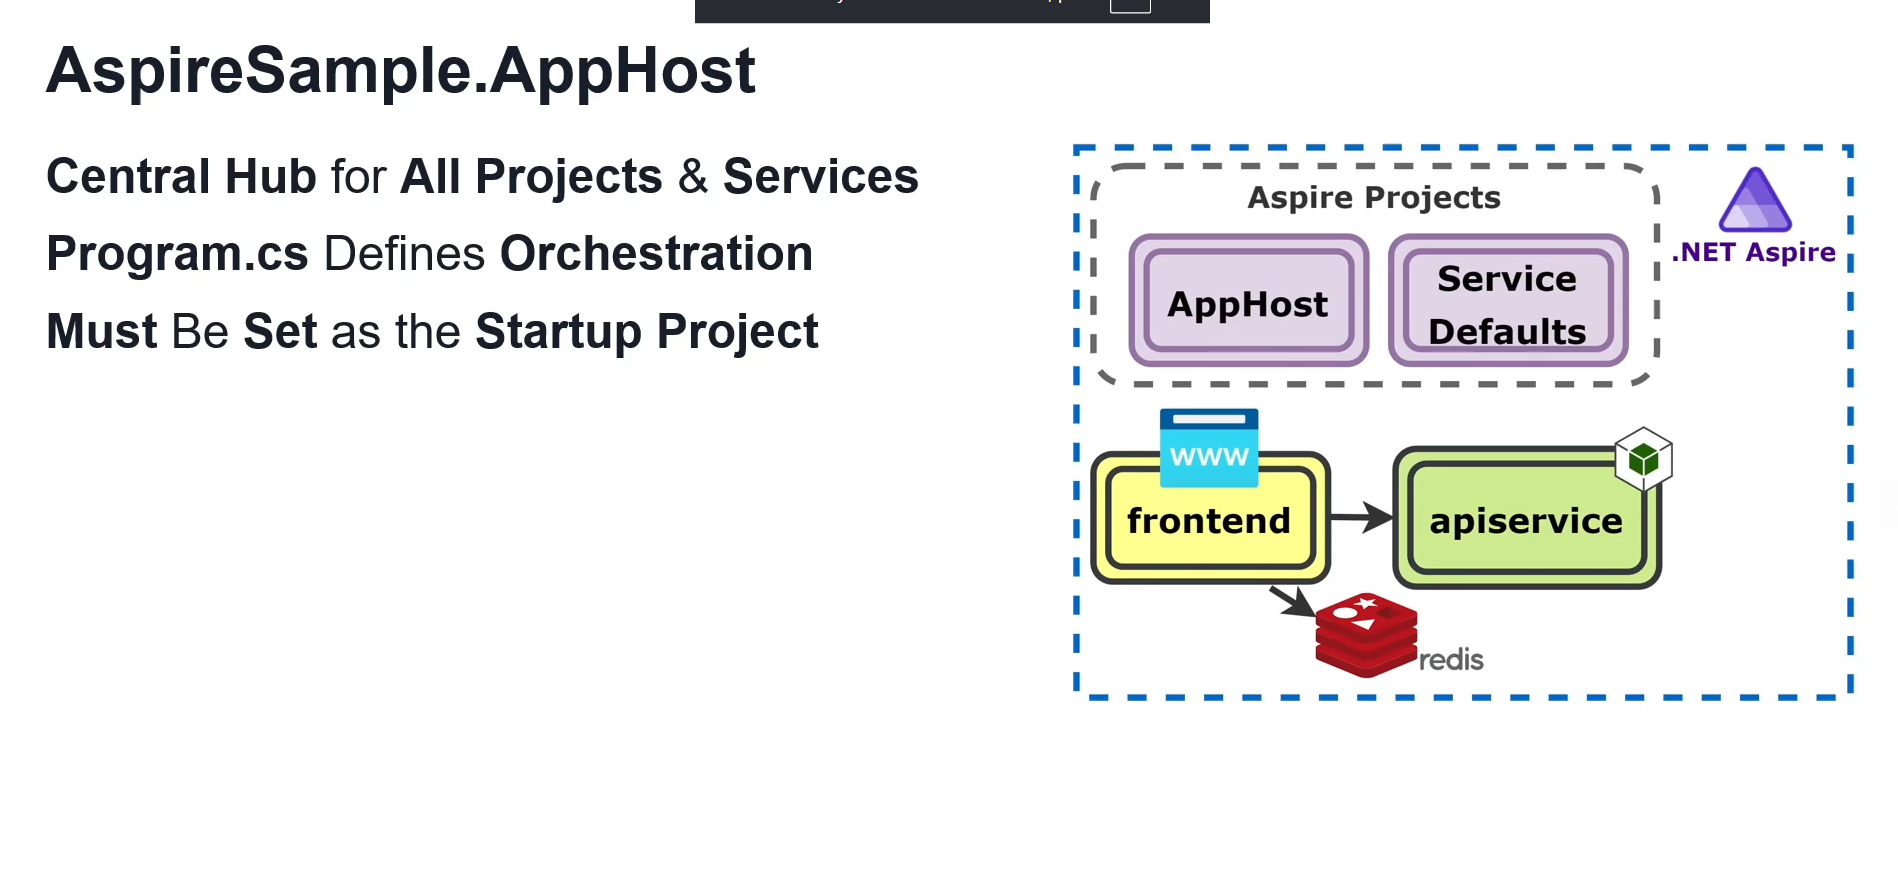 AspireSample.AppHost
Central Hub for All Projects & Services
Program.cs Defines Orchestration
Must Be Set as the Startup Project
Aspire Projects
.NET Aspire
AppHost
Service
Defaults
www
frontend
apiservice
redis